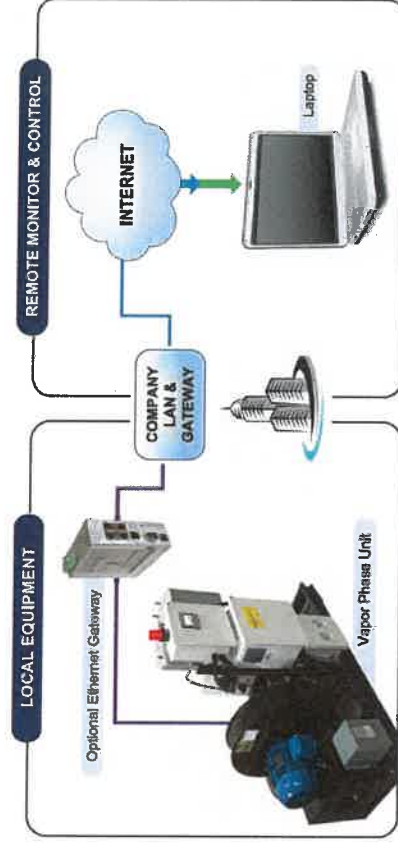 LOCAL EQUIPMENT
REMOTE MONITOR & CONTROL
Optional Ethernet Gateway
COMPANY
LAN &
GATEWAY
INTERNET
Vapor Phase Unit
Laptop